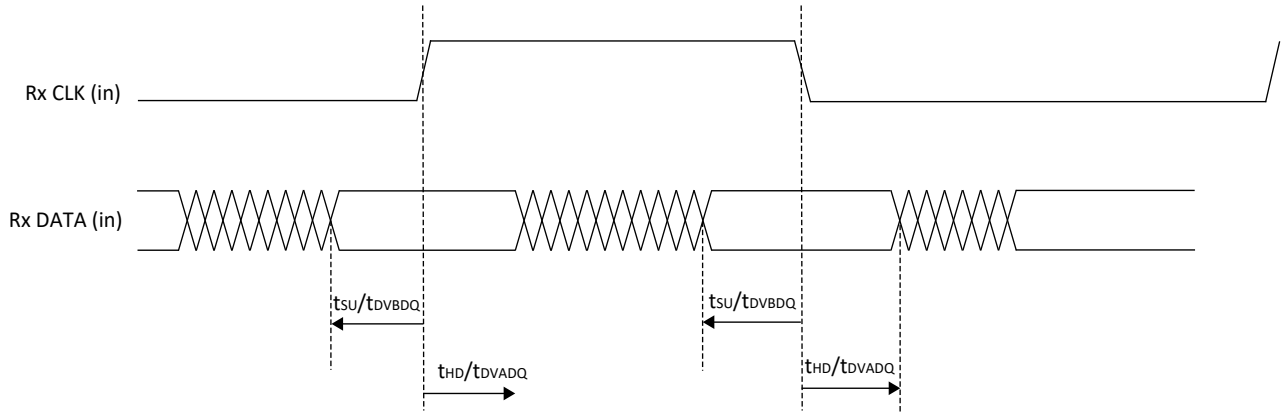 Rx CLK (in)
Rx DATA (in)
tSU/tDVBDQ
tSU/tDVBDQ
tHD/tDVADQ
tHD/tDVADQ